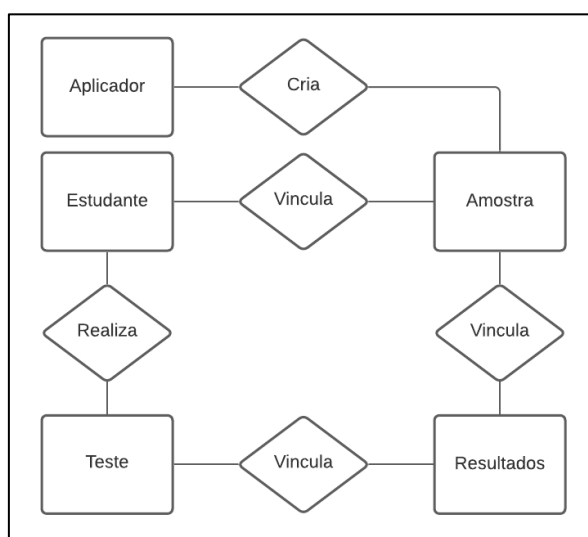 Aplicador
Cria
Estudante
Vincula
Amostra
Realiza
Vincula
Teste
Vincula
Resultados